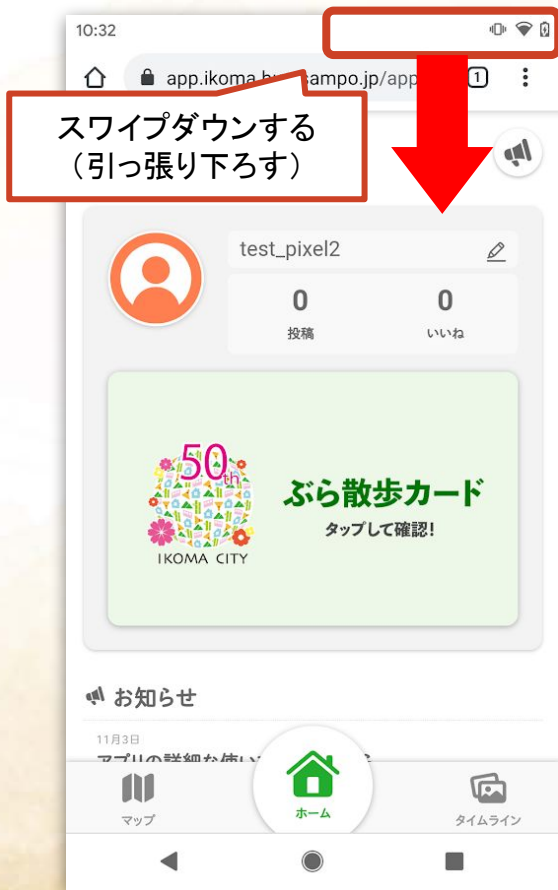 10:32
app.ikoma.b sampo.jp/app
1
スワイプダウンする
（引っ張り下ろす）
test_pixel2
0
0
投稿
いいね
50th
IKOMA CITY
ぶら散歩カード
タップして確認!
お知らせ
11月3日
アプリの詳細な使い
マップ
ホーム
タイムライン